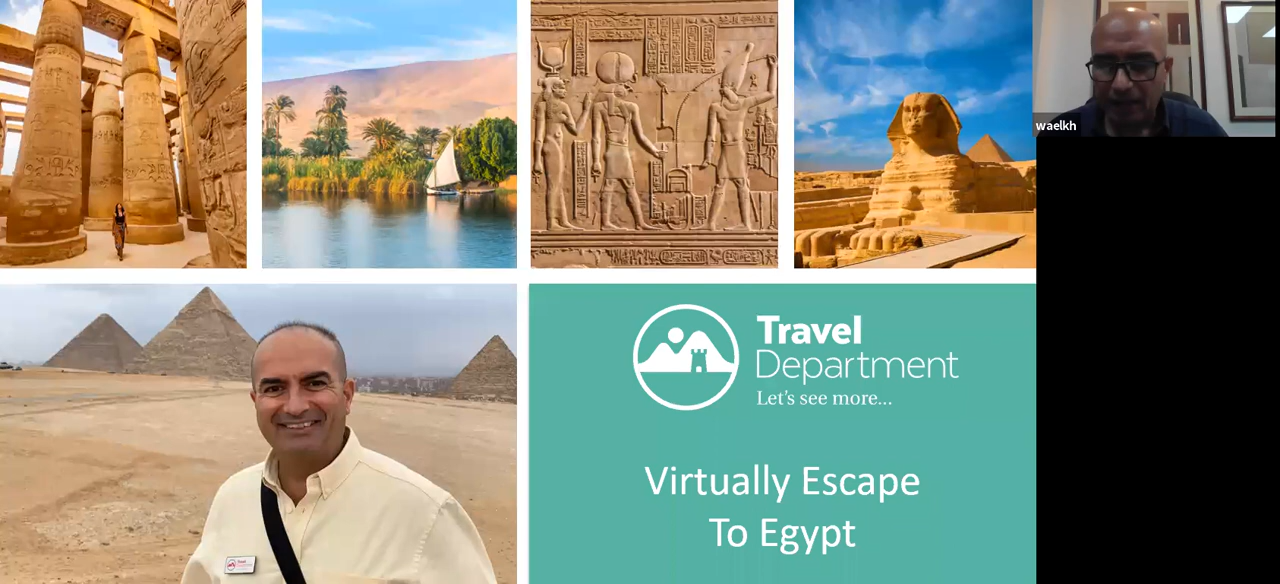 waelkh
Travel
Department
Let's see more...
Virtually Escape
To Egypt